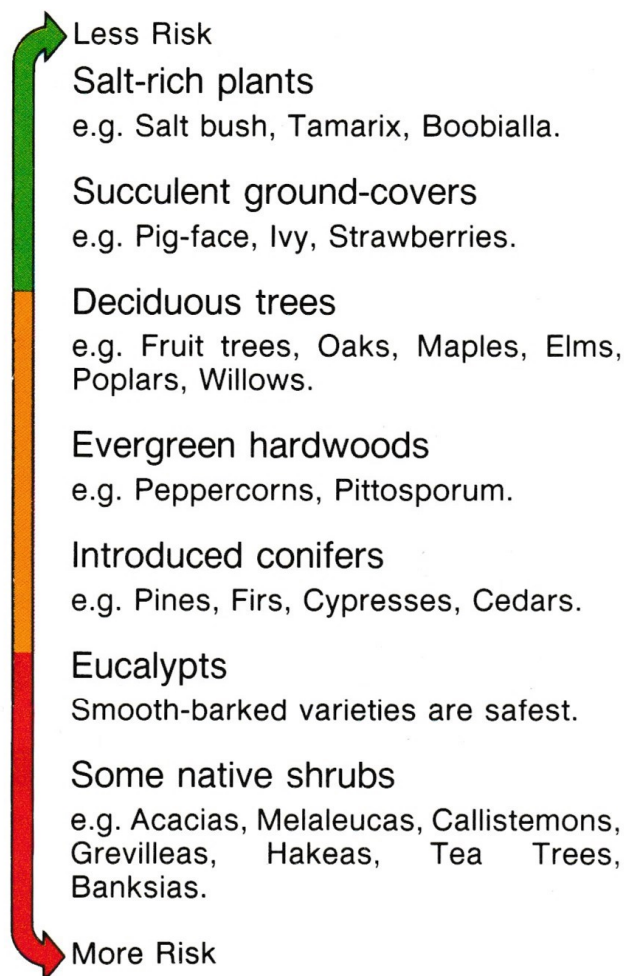 Less Risk
Salt-rich plants
e.g. Salt bush, Tamarix, Boobialla.
Succulent ground-covers
e.g. Pig-face, Ivy, Strawberries.
Deciduous trees
e.g. Fruit trees, Oaks, Maples, Elms,
Poplars, Willows.
Evergreen hardwoods
e.g. Peppercorns, Pittosporum.
Introduced conifers
e.g. Pines, Firs, Cypresses, Cedars.
Eucalypts
Smooth-barked varieties are safest.
Some native shrubs
e.g. Acacias, Melaleucas, Callistemons,
Grevilleas, Hakeas, Tea Trees,
Banksias.
More Risk